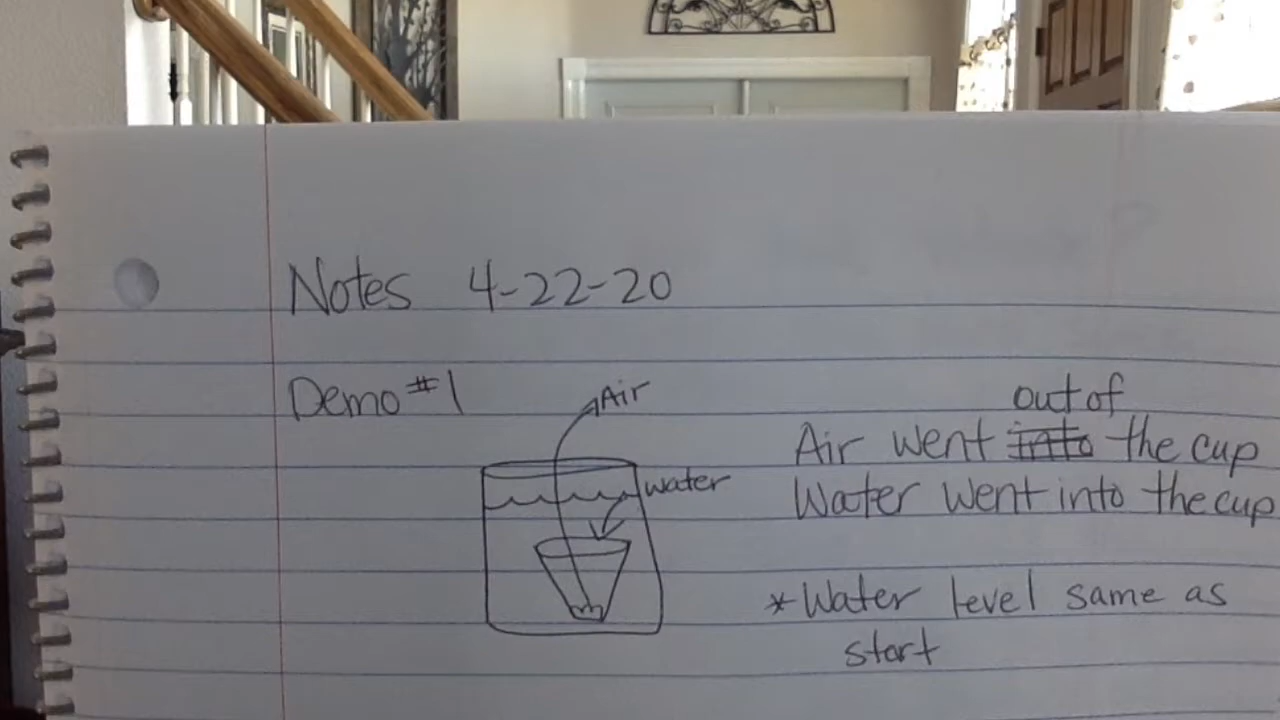 Notes 4-22-20
Demo #1
Air
water
out of
Air went into the cup
Water went into the cup
*Water level same as
start